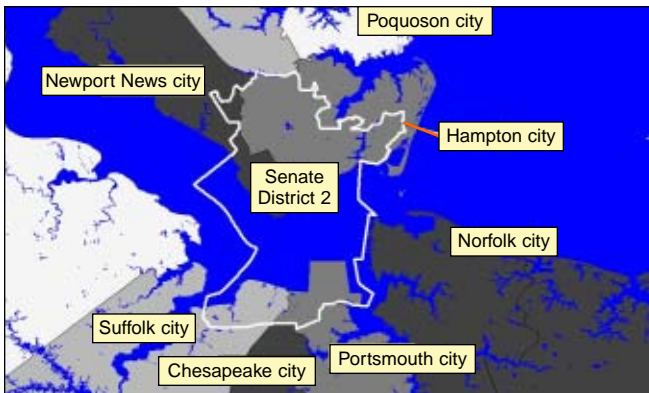 Poquoson city
Newport News city
Hampton city
Senate
District 2
Norfolk city
Suffolk city
Portsmouth city
Chesapeake city